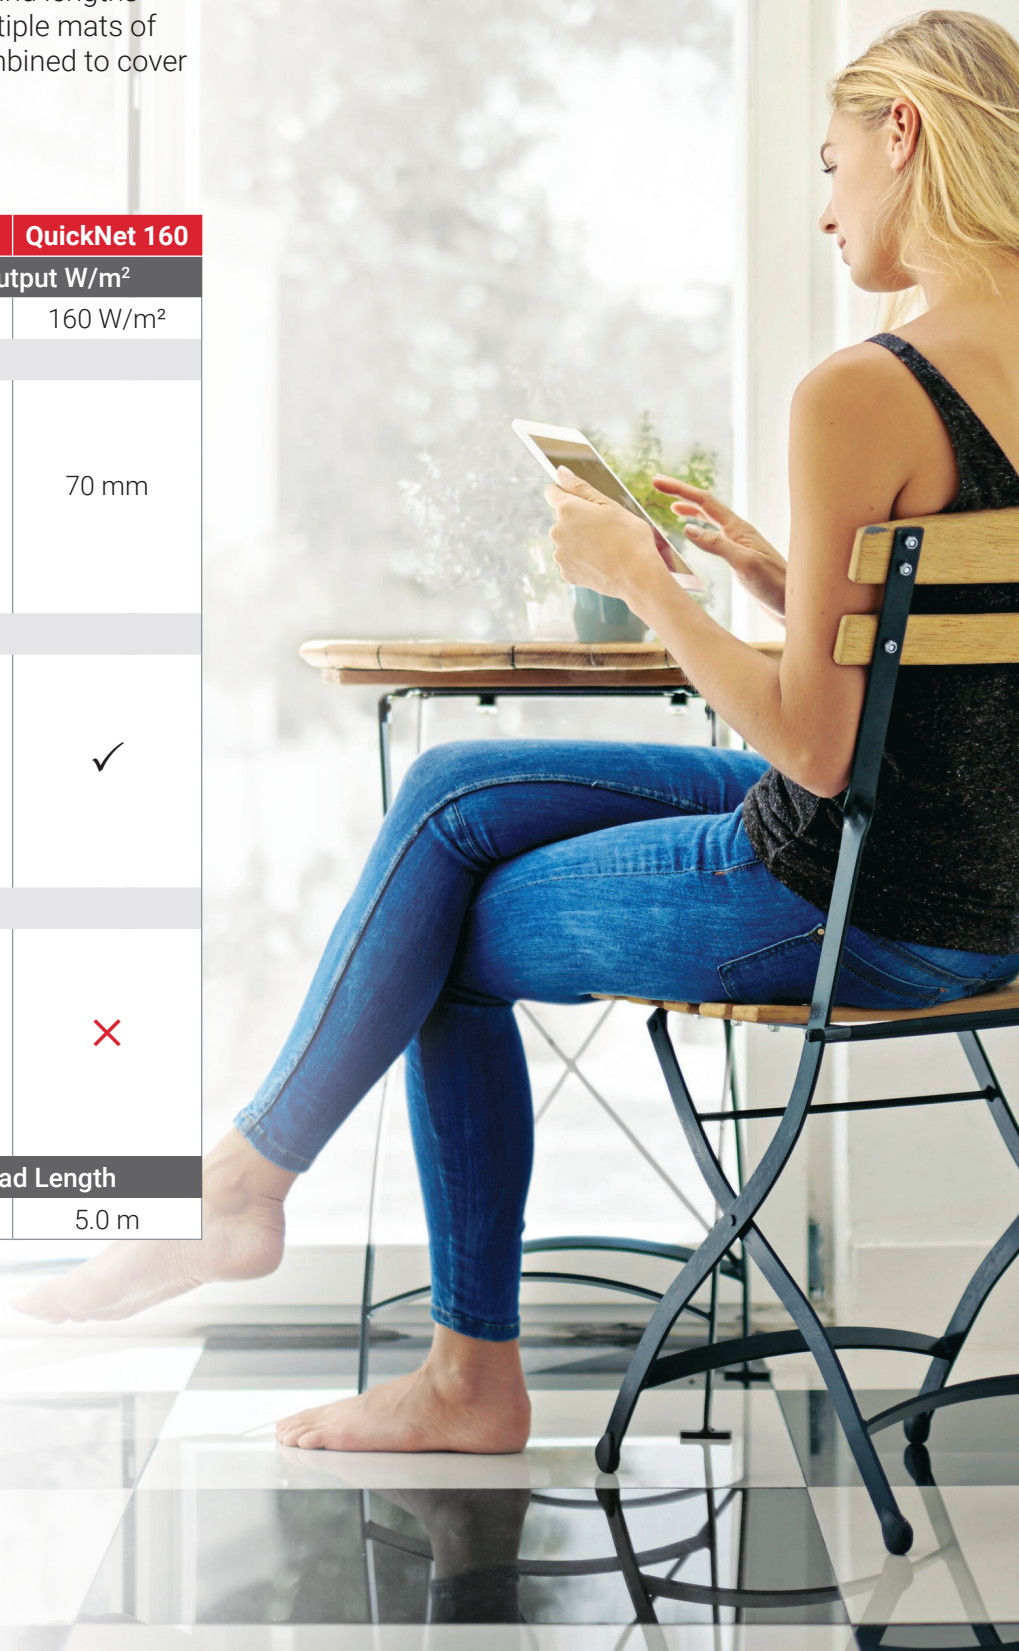 tiple mats of
nbined to cover
QuickNet 160
utput W/m²
160 W/m²
70 mm
✓
✕
ad Length
5.0 m